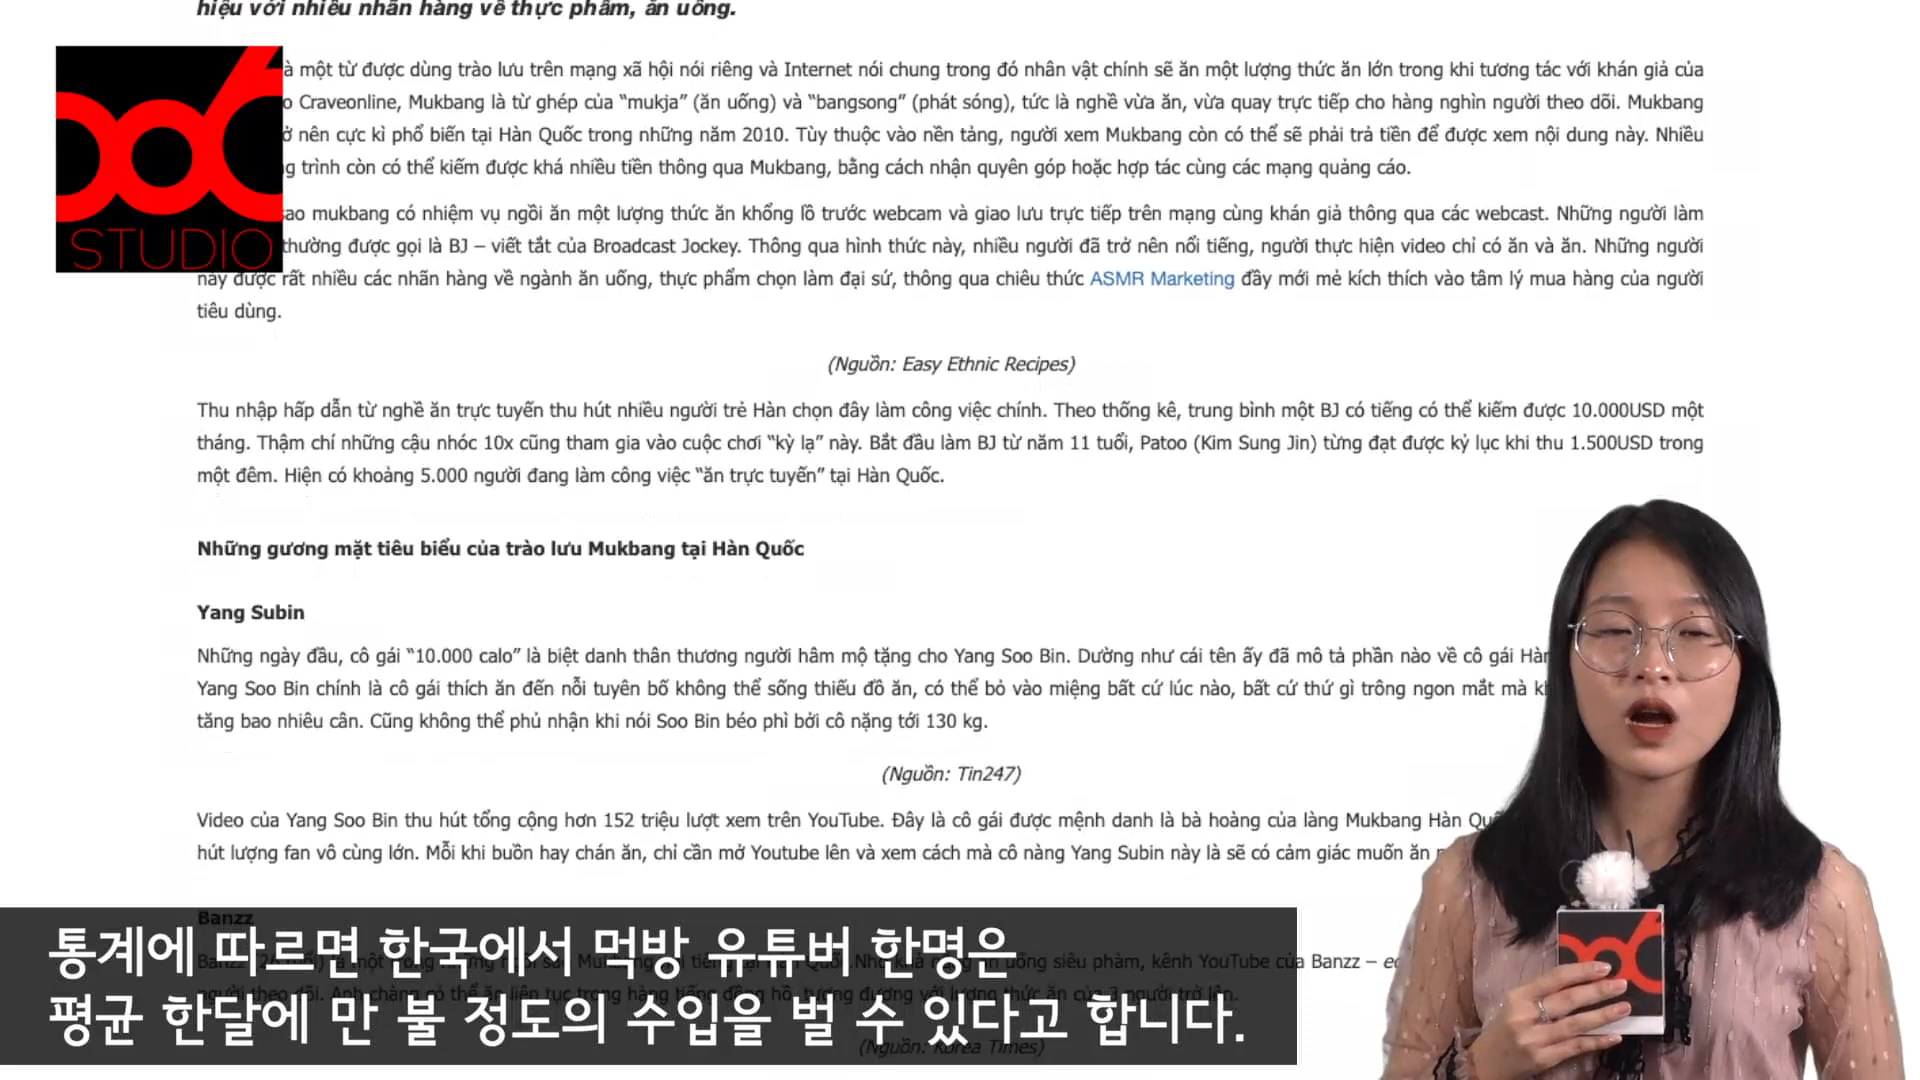 hiệu với nhiều nhãn hàng về thực phẩm, ăn uống.
à một từ được dùng trào lưu trên mạng xã hội nói riêng và Internet nói chung trong đó nhân vật chính sẽ ăn một lượng thức ăn lớn trong khi tương tác với khán giả của
o Craveonline, Mukbang là từ ghép của “mukja” (ăn uống) và “bangsong” (phát sóng), tức là nghề vừa ăn, vừa quay trực tiếp cho hàng nghìn người theo dõi. Mukbang
ở nên cực kì phổ biến tại Hàn Quốc trong những năm 2010. Tùy thuộc vào nền tảng, người xem Mukbang còn có thể sẽ phải trả tiền để được xem nội dung này. Nhiều
g trình còn có thể kiếm được khá nhiều tiền thông qua Mukbang, bằng cách nhận quyên góp hoặc hợp tác cùng các mạng quảng cáo.
sao mukbang có nhiệm vụ ngồi ăn một lượng thức ăn khổng lồ trước webcam và giao lưu trực tiếp trên mạng cùng khán giả thông qua các webcast. Những người làm
STUDIO
thường được gọi là BJ – viết tắt của Broadcast Jockey. Thông qua hình thức này, nhiều người đã trở nên nổi tiếng, người thực hiện video chỉ có ăn và ăn. Những người
này được rất nhiều các nhãn hàng về ngành ăn uống, thực phẩm chọn làm đại sứ, thông qua chiêu thức ASMR Marketing đầy mới mẻ kích thích vào tâm lý mua hàng của người
tiêu dùng.
(Nguồn: Easy Ethnic Recipes)
Thu nhập hấp dẫn từ nghề ăn trực tuyến thu hút nhiều người trẻ Hàn chọn đây làm công việc chính. Theo thống kê, trung bình một BJ có tiếng có thể kiếm được 10.000USD một
tháng. Thậm chí những cậu nhóc 10x cũng tham gia vào cuộc chơi “kỳ lạ” này. Bắt đầu làm BJ từ năm 11 tuổi, Patoo (Kim Sung Jin) từng đạt được kỷ lục khi thu 1.500USD trong
một đêm. Hiện có khoảng 5.000 người đang làm công việc “ăn trực tuyến” tại Hàn Quốc.
Những gương mặt tiêu biểu của trào lưu Mukbang tại Hàn Quốc
Yang Subin
Những ngày đầu, cô gái “10.000 calo” là biệt danh thân thương người hâm mộ tặng cho Yang Soo Bin. Dường như cái tên ấy đã mô tả phần nào về cô gái Hàn
Yang Soo Bin chính là cô gái thích ăn đến nỗi tuyên bố không thể sống thiếu đồ ăn, có thể bỏ vào miệng bất cứ lúc nào, bất cứ thứ gì trông ngon mắt mà
tăng bao nhiêu cân. Cũng không thể phủ nhận khi nói Soo Bin béo phì bởi cô nặng tới 130 kg.
(Nguồn: Tin247)
Video của Yang Soo Bin thu hút tổng cộng hơn 152 triệu lượt xem trên YouTube. Đây là cô gái được mệnh danh là bà hoàng của làng Mukbang Hàn
hút lượng fan vô cùng lớn. Mỗi khi buồn hay chán ăn, chỉ cần mở Youtube lên và xem cách mà cô nàng Yang Subin này là sẽ có cảm giác muốn ăn
Banzz
통계에 따르면 한국에서 먹방 유튜버 한명은
평균 한달에 만 불 정도의 수입을 벌 수 있다고 합니다.
uống siêu phàm, kênh YouTube của Banzz –
(Nguồn: Korea Times)